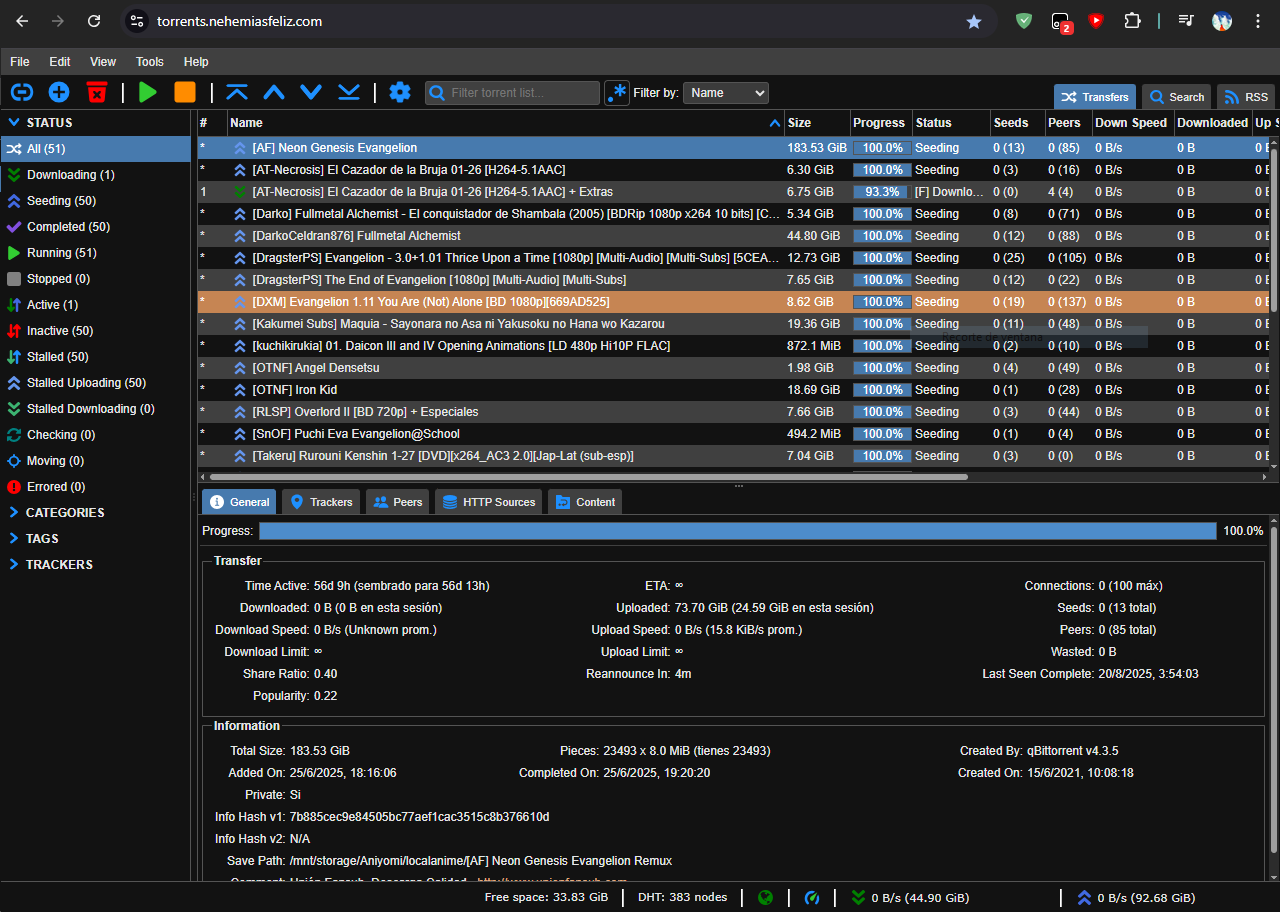 torrents.nehemiasfeliz.com
2
File Edit View Tools Help
Filter torrent list... .* Filter by: Name Transfers Search RSS
STATUS
All (51)
Downloading (1)
Seeding (50)
Completed (50)
Running (51)
Stopped (0)
Active (1)
Inactive (50)
Stalled (50)
Stalled Uploading (50)
Stalled Downloading (0)
Checking (0)
Moving (0)
Errored (0)
CATEGORIES
TAGS
TRACKERS
# Name Size Progress Status Seeds Peers Down Speed Downloaded Up S
* [AF] Neon Genesis Evangelion 183.53 GiB 100.0% Seeding 0 (13) 0 (85) 0 B/s 0 B 0 B
* [AT-Necrosis] El Cazador de la Bruja 01-26 [H264-5.1AAC] 6.30 GiB 100.0% Seeding 0 (3) 0 (16) 0 B/s 0 B 0 B
1 [AT-Necrosis] El Cazador de la Bruja 01-26 [H264-5.1AAC] + Extras 6.75 GiB 93.3% [F] Downlo... 0 (0) 4 (4) 0 B/s 0 B 0 B
* [Darko] Fullmetal Alchemist - El conquistador de Shambala (2005) [BDRip 1080p x264 10 bits] [C... 5.34 GiB 100.0% Seeding 0 (8) 0 (71) 0 B/s 0 B 0 B
* [DarkoCeldran876] Fullmetal Alchemist 44.80 GiB 100.0% Seeding 0 (12) 0 (88) 0 B/s 0 B 0 B
* [DragsterPS] Evangelion - 3.0+1.01 Thrice Upon a Time [1080p] [Multi-Audio] [Multi-Subs] [5CEA... 12.73 GiB 100.0% Seeding 0 (25) 0 (105) 0 B/s 0 B 0 B
* [DragsterPS] The End of Evangelion [1080p] [Multi-Audio] [Multi-Subs] 7.65 GiB 100.0% Seeding 0 (12) 0 (22) 0 B/s 0 B 0 B
* [DXM] Evangelion 1.11 You Are (Not) Alone [BD 1080p][669AD525] 8.62 GiB 100.0% Seeding 0 (19) 0 (137) 0 B/s 0 B 0 B
* [Kakumei Subs] Maquia - Sayonara no Asa ni Yakusoku no Hana wo Kazarou 19.36 GiB 100.0% Seeding 0 (11) 0 (48) 0 B/s 0 B 0 B
Recorte de ventana
* [kuchikirukia] 01. Daicon III and IV Opening Animations [LD 480p Hi10P FLAC] 872.1 MiB 100.0% Seeding 0 (2) 0 (10) 0 B/s 0 B 0 B
* [OTNF] Angel Densetsu 1.98 GiB 100.0% Seeding 0 (4) 0 (49) 0 B/s 0 B 0 B
* [OTNF] Iron Kid 18.69 GiB 100.0% Seeding 0 (1) 0 (28) 0 B/s 0 B 0 B
* [RLSP] Overlord II [BD 720p] + Especiales 7.66 GiB 100.0% Seeding 0 (3) 0 (44) 0 B/s 0 B 0 B
* [SnOF] Puchi Eva Evangelion@School 494.2 MiB 100.0% Seeding 0 (1) 0 (4) 0 B/s 0 B 0 B
* [Takeru] Rurouni Kenshin 1-27 [DVD][x264_AC3 2.0][Jap-Lat (sub-esp)] 7.04 GiB 100.0% Seeding 0 (3) 0 (0) 0 B/s 0 B 0 B
General Trackers Peers HTTP Sources Content
Progress: 100.0%
Transfer
Time Active: 56d 9h (sembrado para 56d 13h) ETA: ∞ Connections: 0 (100 máx)
Downloaded: 0 B (0 B en esta sesión) Uploaded: 73.70 GiB (24.59 GiB en esta sesión) Seeds: 0 (13 total)
Download Speed: 0 B/s (Unknown prom.) Upload Speed: 0 B/s (15.8 KiB/s prom.) Peers: 0 (85 total)
Download Limit: ∞ Upload Limit: ∞ Wasted: 0 B
Share Ratio: 0.40 Reannounce In: 4m Last Seen Complete: 20/8/2025, 3:54:03
Popularity: 0.22
Information
Total Size: 183.53 GiB Pieces: 23493 x 8.0 MiB (tienes 23493) Created By: qBittorrent v4.3.5
Added On: 25/6/2025, 18:16:06 Completed On: 25/6/2025, 19:20:20 Created On: 15/6/2021, 10:08:18
Private: Si
Info Hash v1: 7b885cec9e84505bc77aef1cac3515c8b376610d
Info Hash v2: N/A
Save Path: /mnt/storage/Aniyomi/localanime/[AF] Neon Genesis Evangelion Remux
Free space: 33.83 GiB DHT: 383 nodes 0 B/s (44.90 GiB) 0 B/s (92.68 GiB)